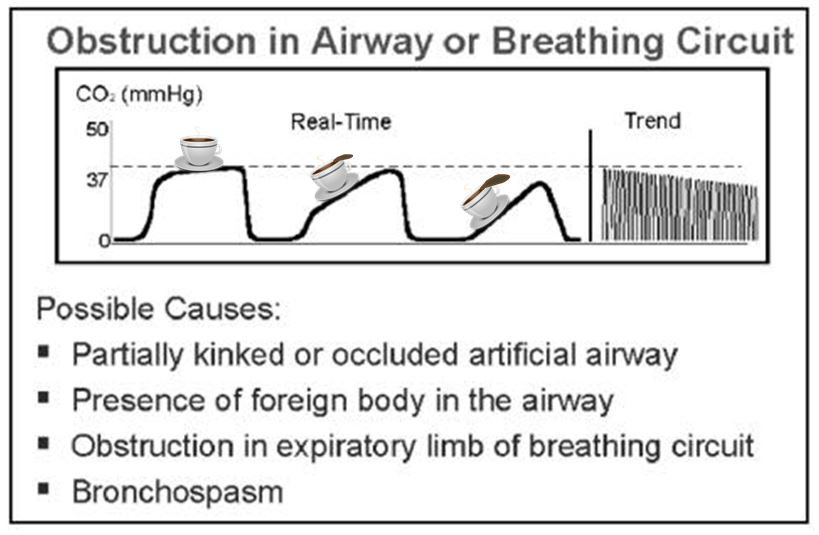 Obstruction in Airway or Breathing Circuit
CO₂ (mmHg)
Real-Time
Trend
50
37
0
Possible Causes:
▪ Partially kinked or occluded artificial airway
▪ Presence of foreign body in the airway
▪ Obstruction in expiratory limb of breathing circuit
▪ Bronchospasm